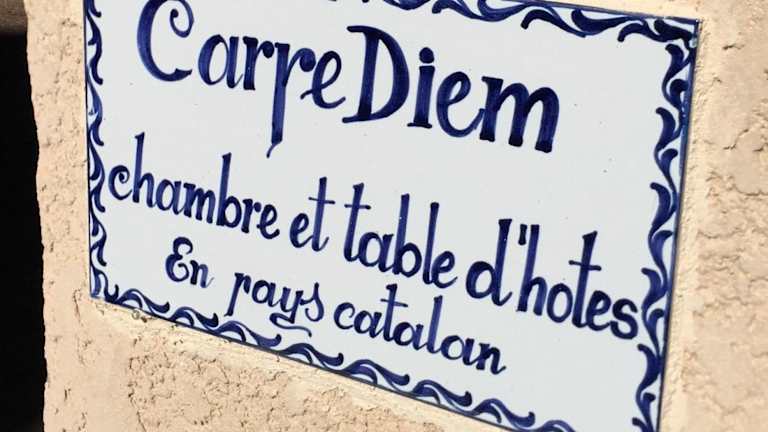 Carpe Diem
chambre et table d'hotes
En pays catalan